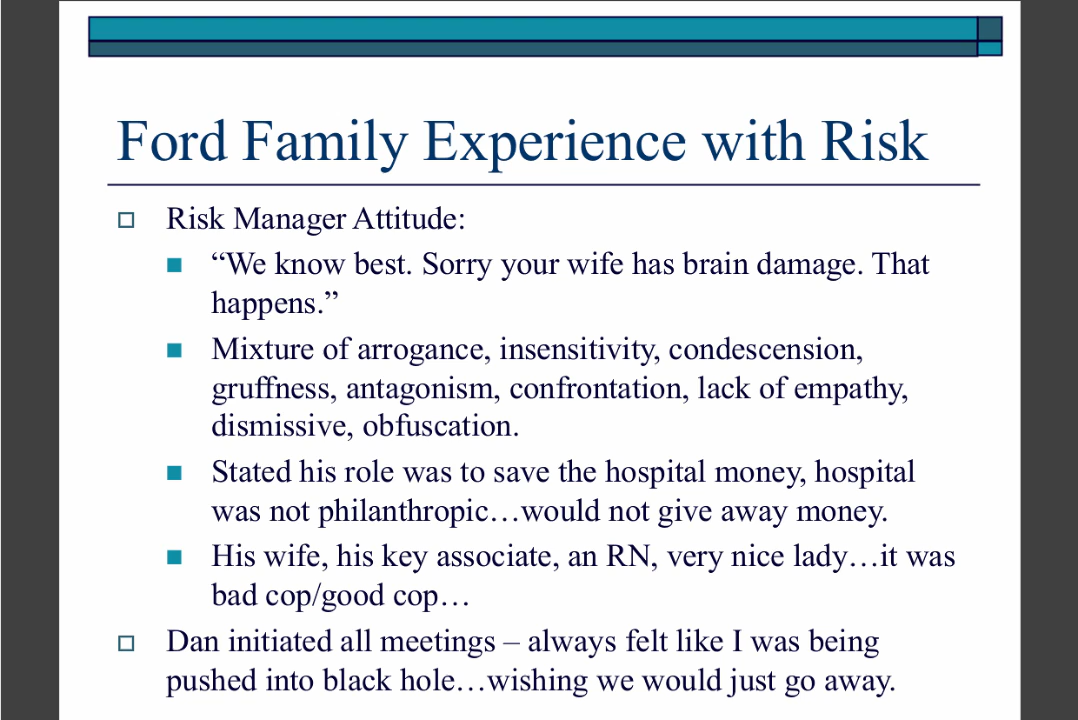 Ford Family Experience with Risk
Risk Manager Attitude:
“We know best. Sorry your wife has brain damage. That
happens.”
Mixture of arrogance, insensitivity, condescension,
gruffness, antagonism, confrontation, lack of empathy,
dismissive, obfuscation.
Stated his role was to save the hospital money, hospital
was not philanthropic…would not give away money.
His wife, his key associate, an RN, very nice lady…it was
bad cop/good cop…
Dan initiated all meetings – always felt like I was being
pushed into black hole…wishing we would just go away.